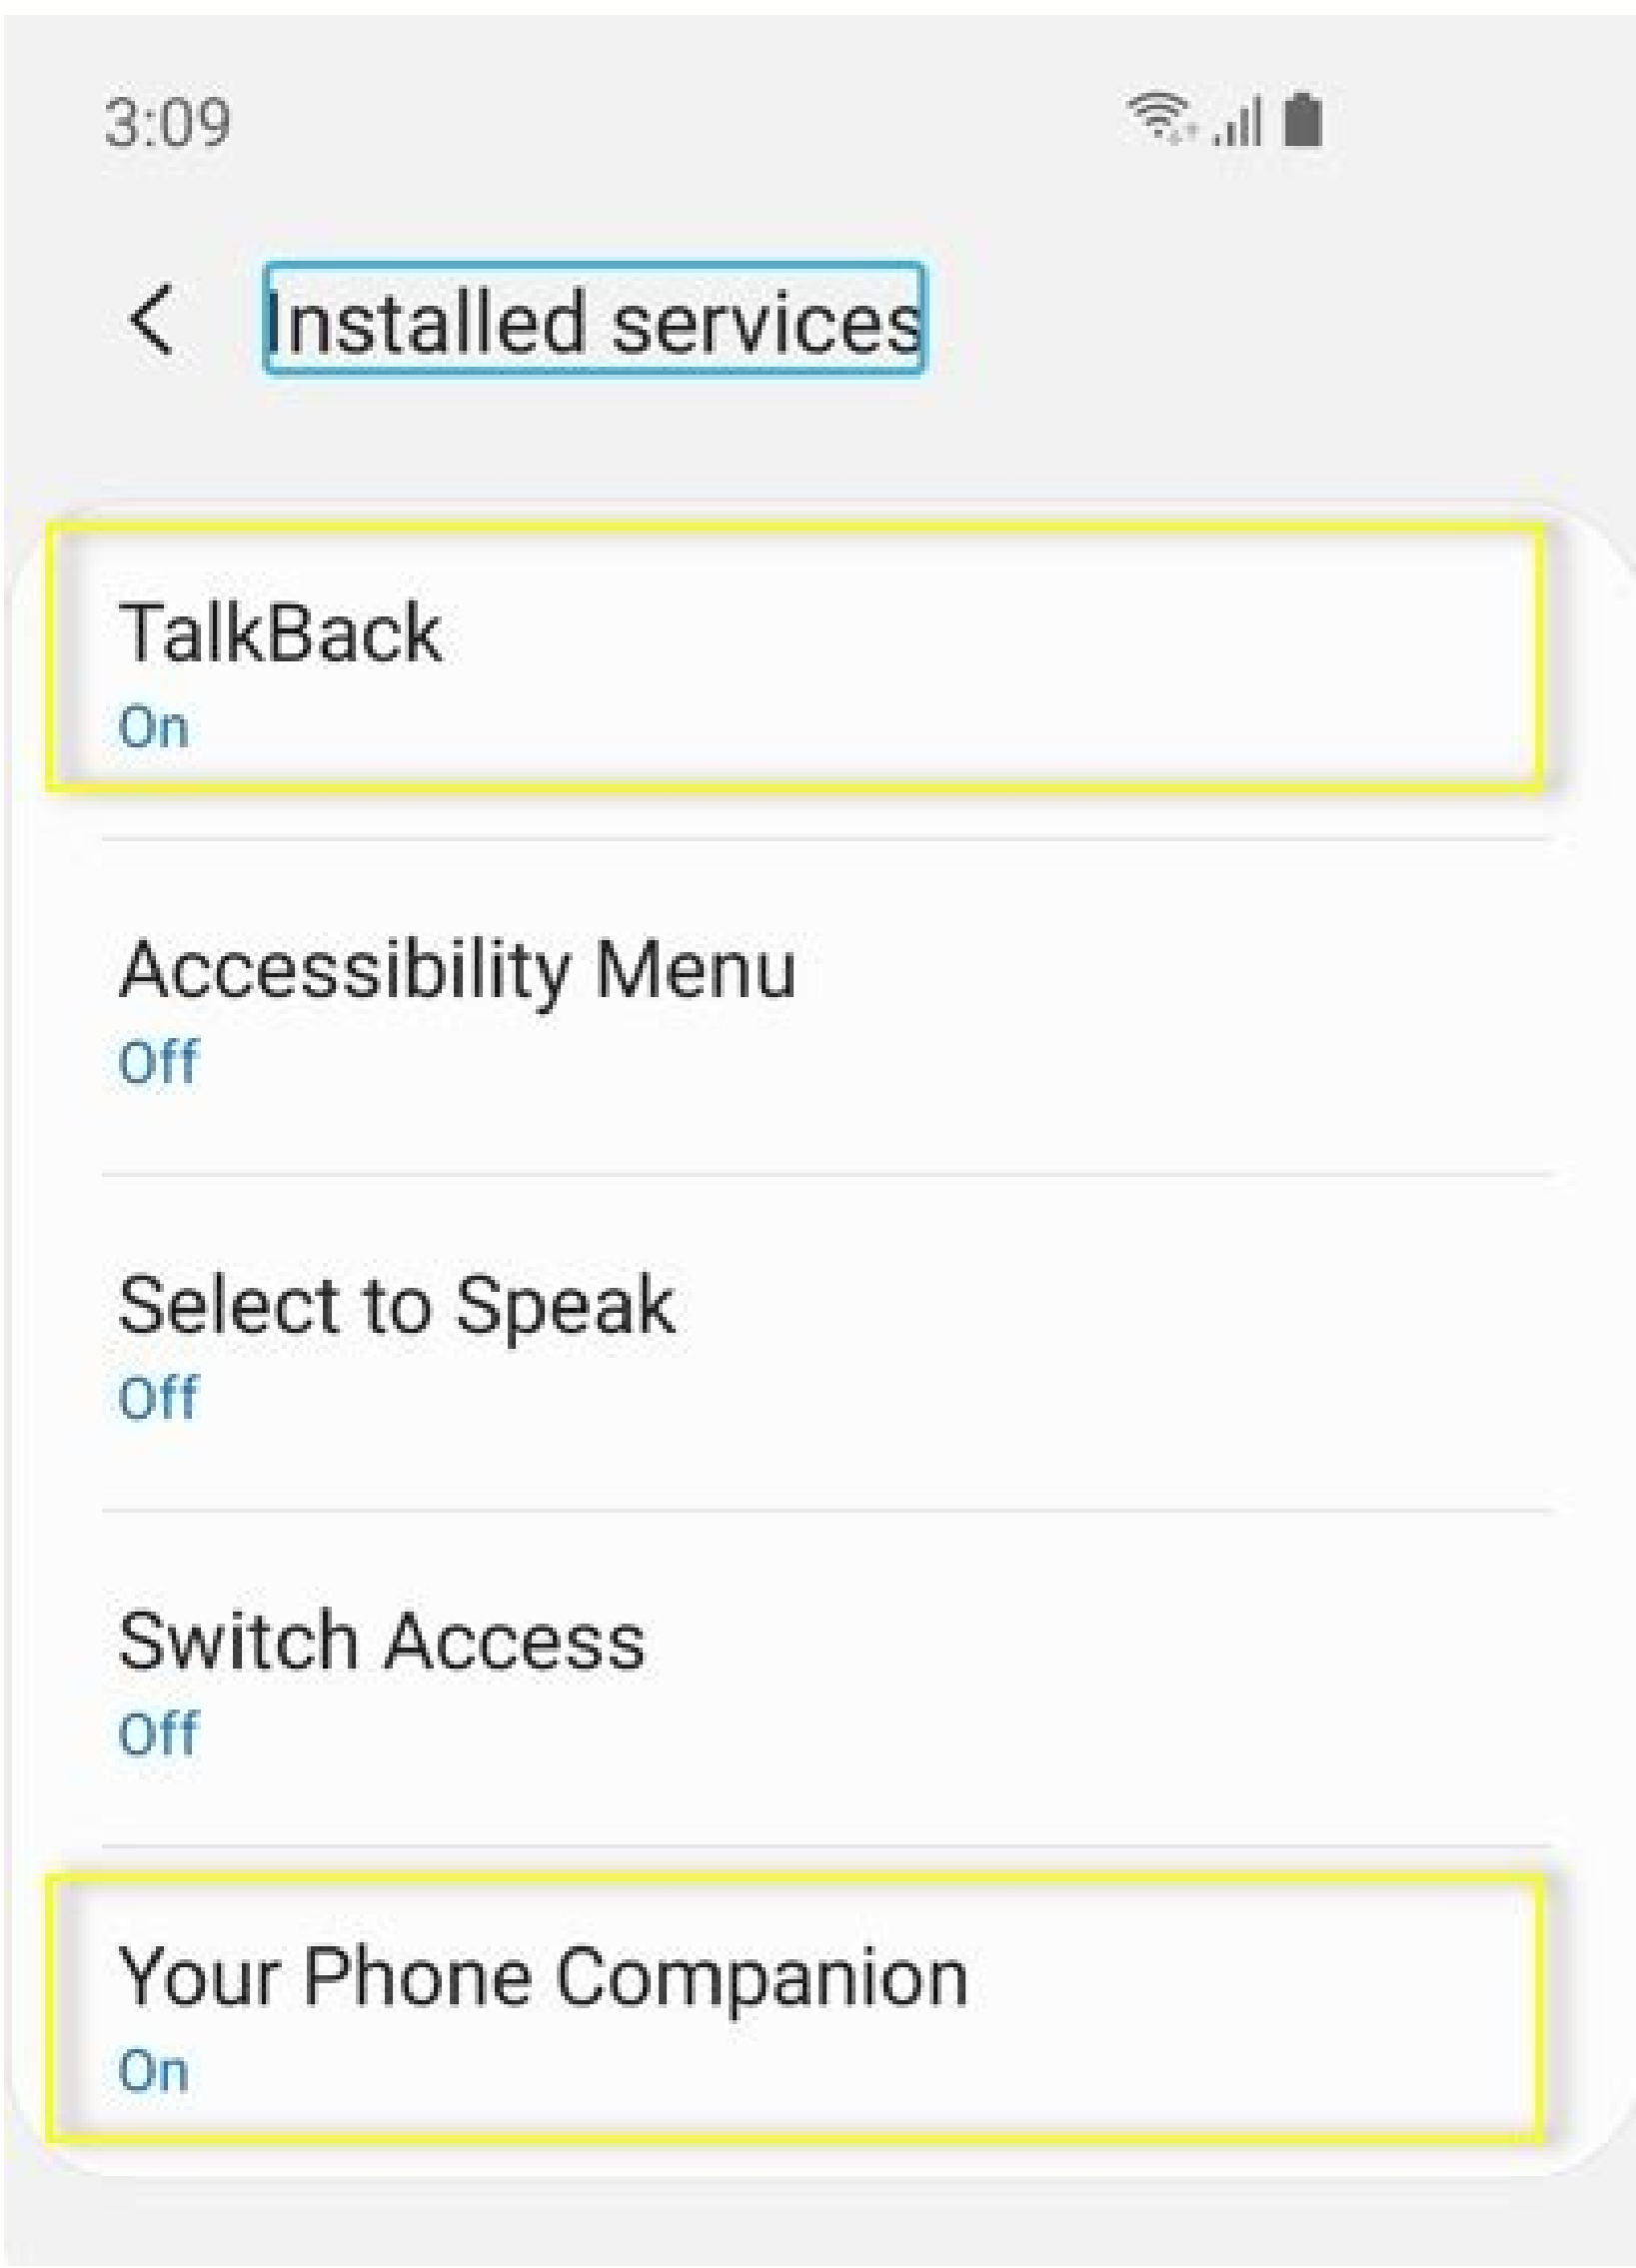 3:09
Installed services
TalkBack
On
Accessibility Menu
Off
Select to Speak
Off
Switch Access
Off
Your Phone Companion
On